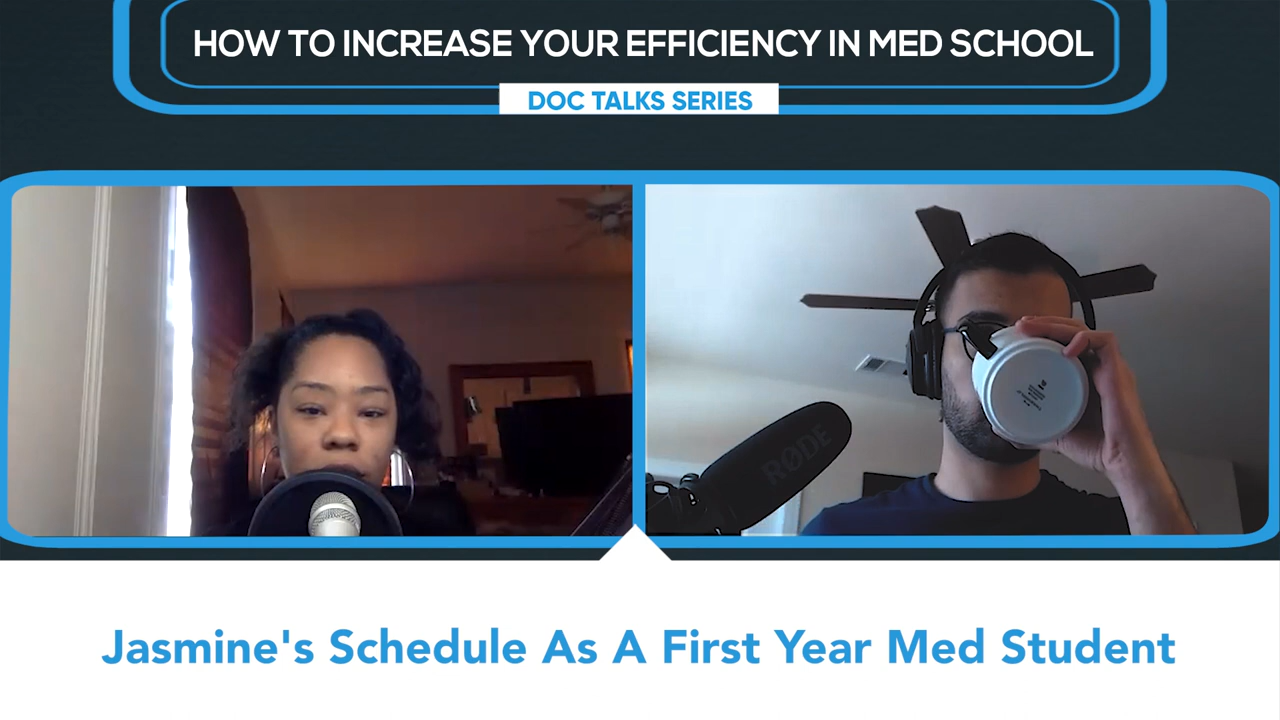 HOW TO INCREASE YOUR EFFICIENCY IN MED SCHOOL
DOC TALKS SERIES
RØDE
Jasmine's Schedule As A First Year Med Student